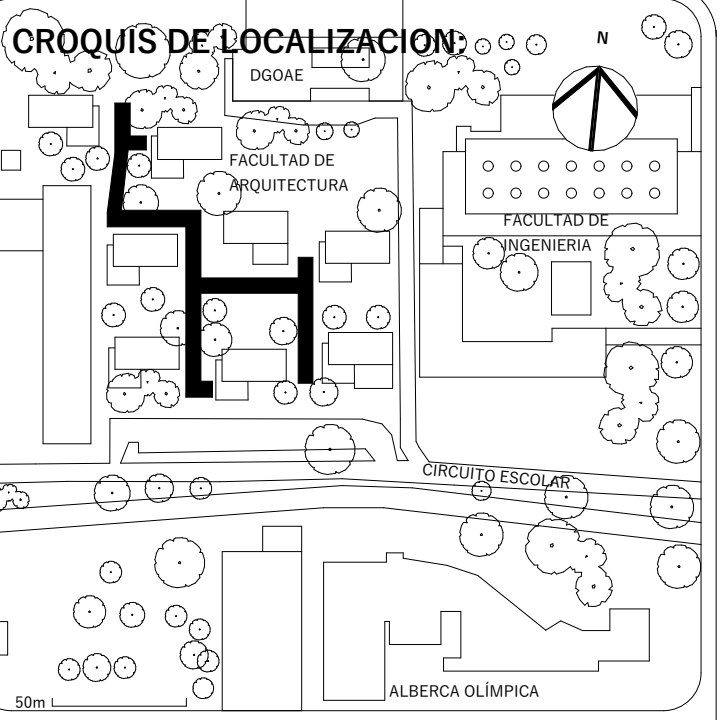 CROQUIS DE LOCALIZACION:
N
DGOAE
FACULTAD DE
ARQUITECTURA
FACULTAD DE
INGENIERIA
CIRCUITO ESCOLAR
ALBERCA OLÍMPICA
50m